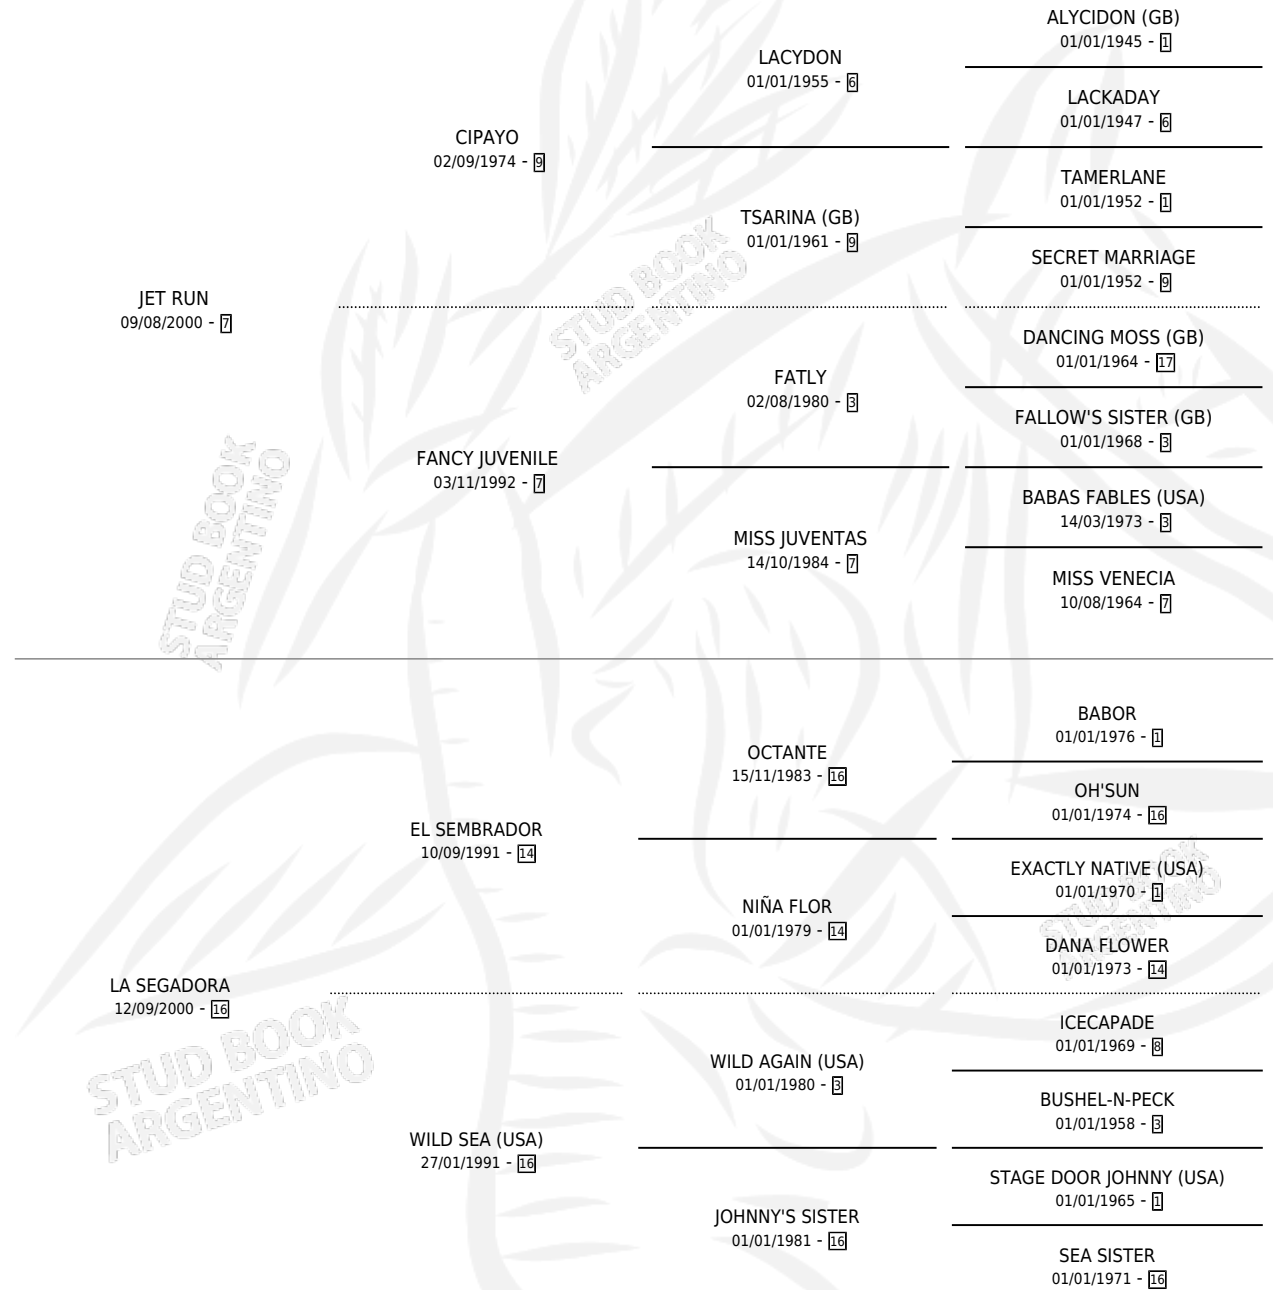 ALYCIDON (GB)
01/01/1945 - 1
LACYDON
01/01/1955 - 6
LACKADAY
01/01/1947 - 6
CIPAYO
02/09/1974 - 9
TAMERLANE
01/01/1952 - 1
TSARINA (GB)
01/01/1961 - 9
SECRET MARRIAGE
01/01/1952 - 9
JET RUN
09/08/2000 - 7
DANCING MOSS (GB)
01/01/1964 - 17
FATLY
02/08/1980 - 3
FALLOW'S SISTER (GB)
01/01/1968 - 3
FANCY JUVENILE
03/11/1992 - 7
BABAS FABLES (USA)
14/03/1973 - 3
MISS JUVENTAS
14/10/1984 - 7
MISS VENECIA
10/08/1964 - 7
STUD BOOK
ARGENTINO
STUD BOOK
ARGENTINO
BABOR
01/01/1976 - 1
OCTANTE
15/11/1983 - 16
OH'SUN
01/01/1974 - 16
EL SEMBRADOR
10/09/1991 - 14
EXACTLY NATIVE (USA)
01/01/1970 - 1
NIÑA FLOR
01/01/1979 - 14
DANA FLOWER
01/01/1973 - 14
LA SEGADORA
12/09/2000 - 16
ICECAPADE
01/01/1969 - 8
WILD AGAIN (USA)
01/01/1980 - 3
BUSHEL-N-PECK
01/01/1958 - 3
WILD SEA (USA)
27/01/1991 - 16
STAGE DOOR JOHNNY (USA)
01/01/1965 - 1
JOHNNY'S SISTER
01/01/1981 - 16
SEA SISTER
01/01/1971 - 16
STUD BOOK
ARGENTINO
STUD BOOK
ARGENTINO